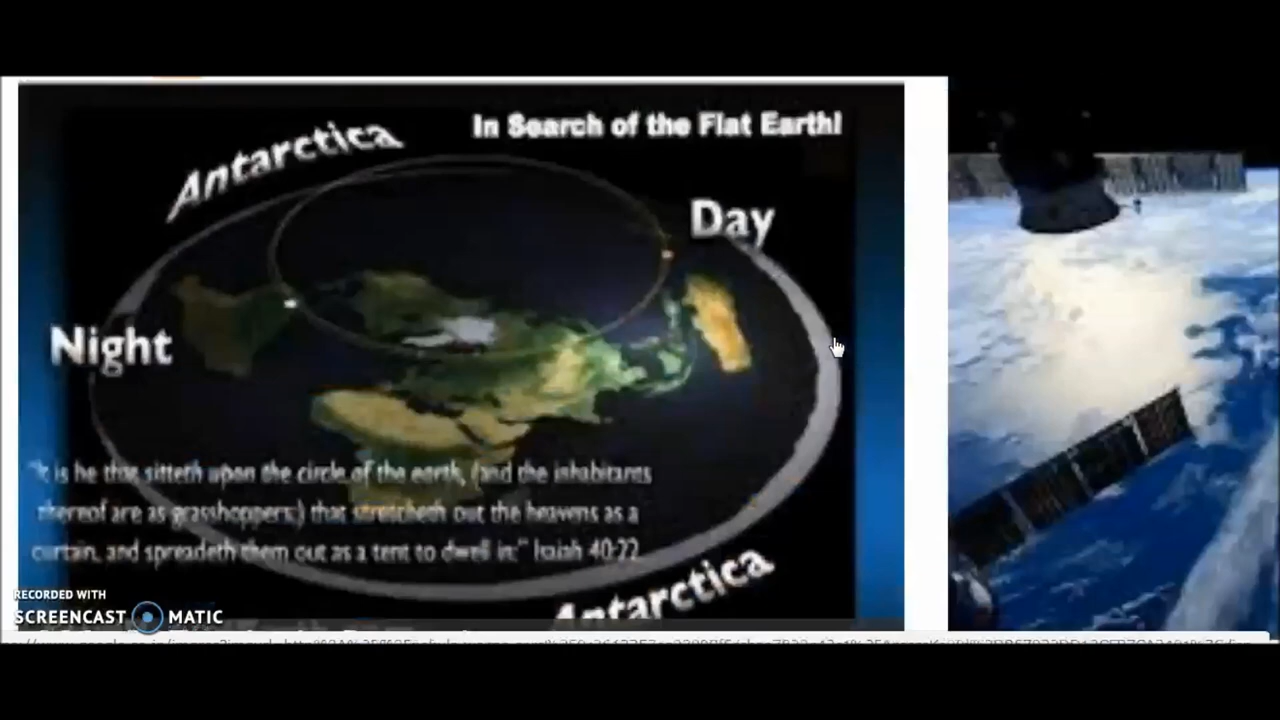 In Search of the Flat Earth!
Antarctica
Day
Night
"It is he that sitteth upon the circle of the earth, (and the inhabitants
thereof are as grasshoppers;) that stretcheth out the heavens as a
curtain, and spreadeth them out as a tent to dwell in:" Isaiah 40:22
Antarctica
RECORDED WITH
SCREENCAST MATIC